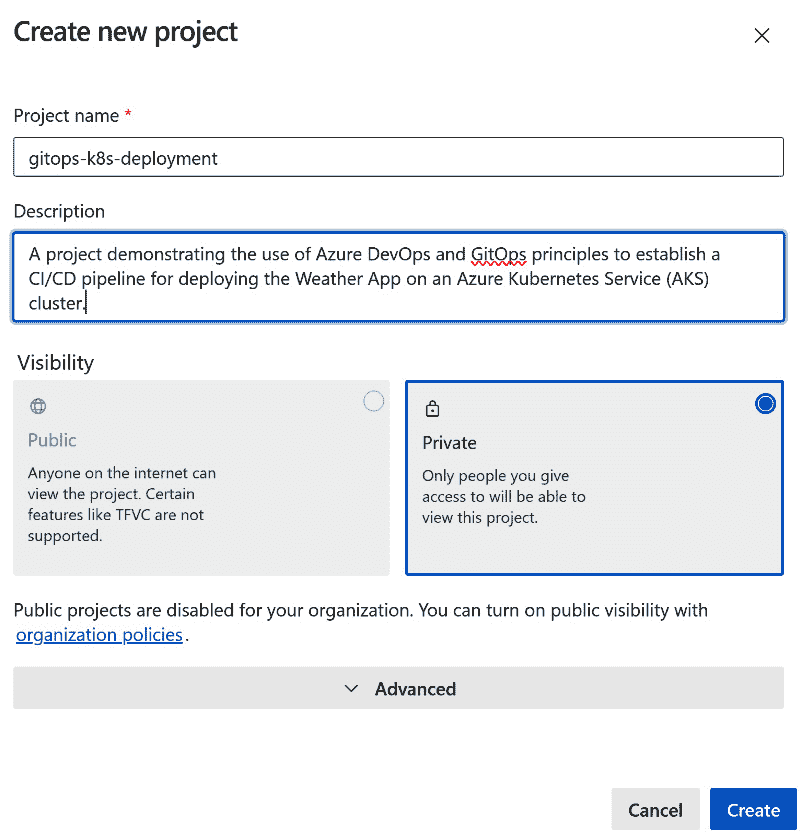 Create new project
Project name *
gitops-k8s-deployment
Description
A project demonstrating the use of Azure DevOps and GitOps principles to establish a
CI/CD pipeline for deploying the Weather App on an Azure Kubernetes Service (AKS)
cluster.
Visibility
Public
Anyone on the internet can
view the project. Certain
features like TFVC are not
supported.
Private
Only people you give
access to will be able to
view this project.
Public projects are disabled for your organization. You can turn on public visibility with
organization policies.
Advanced
Cancel
Create